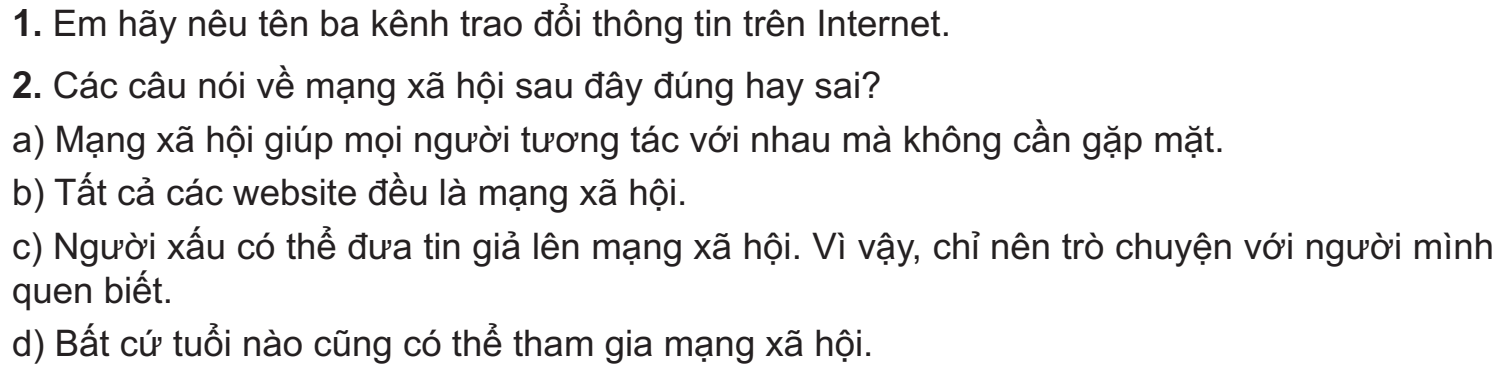 1. Em hãy nêu tên ba kênh trao đổi thông tin trên Internet.
2. Các câu nói về mạng xã hội sau đây đúng hay sai?
a) Mạng xã hội giúp mọi người tương tác với nhau mà không cần gặp mặt.
b) Tất cả các website đều là mạng xã hội.
c) Người xấu có thể đưa tin giả lên mạng xã hội. Vì vậy, chỉ nên trò chuyện với người mình
quen biết.
d) Bất cứ tuổi nào cũng có thể tham gia mạng xã hội.